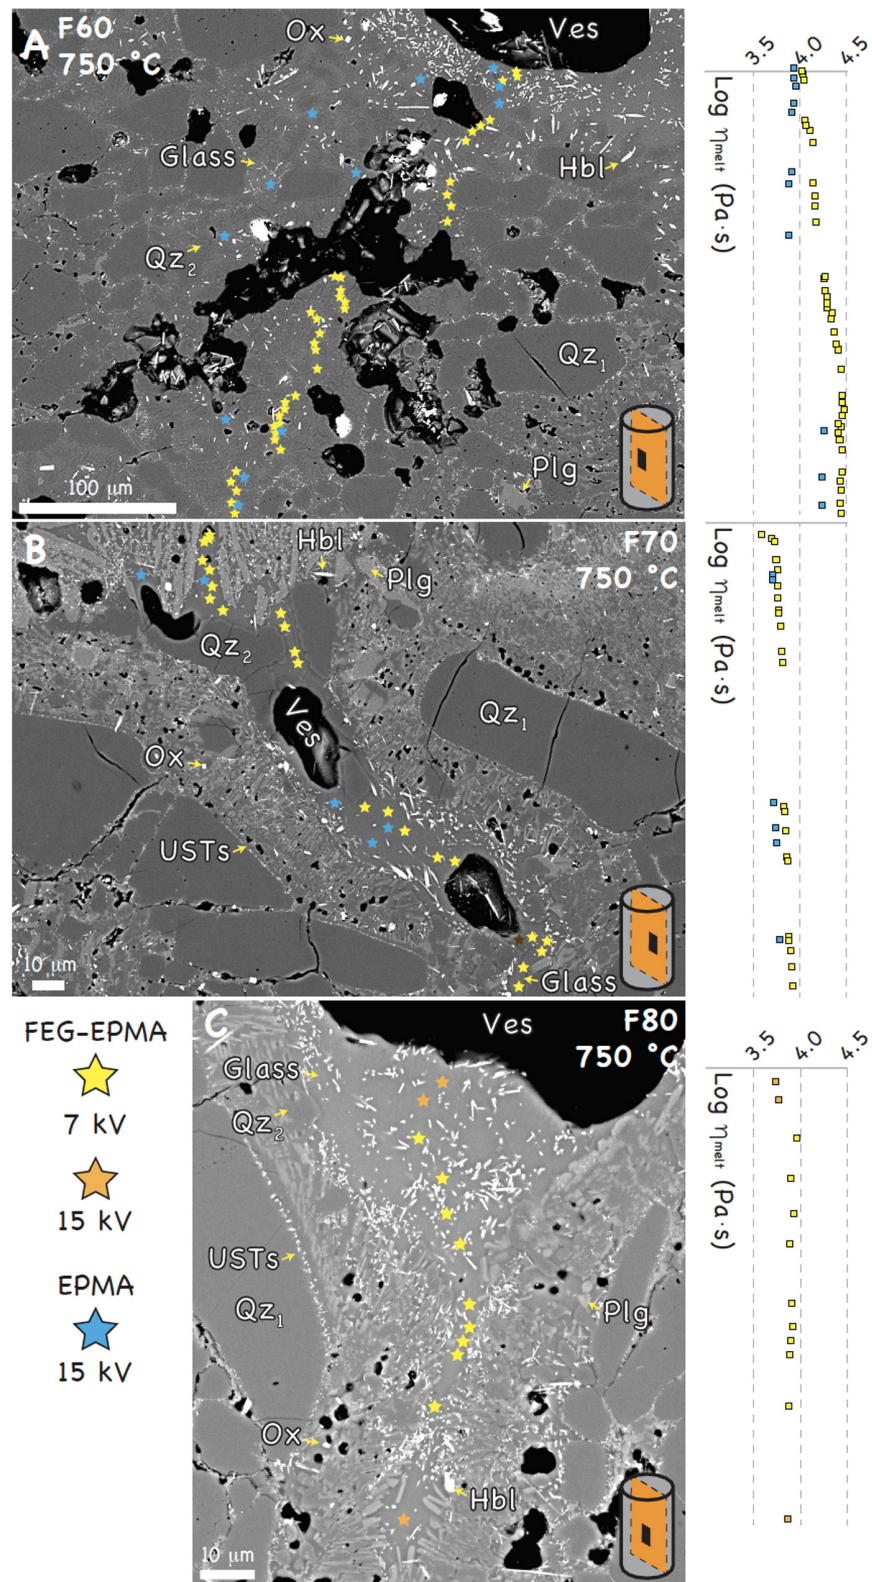 A F60
750 °C
Ox
Ves
Glass
Hbl
Qz2
Qz1
Plg
100 µm
3.5 4.0 4.5
Log ηmelt (Pa·s)
B
Hbl
F70
750 °C
Plg
Qz2
Ves
Qz1
Ox
USTs
Glass
10 µm
Log ηmelt (Pa·s)
FEG-EPMA
7 kV
15 kV
EPMA
15 kV
C
Ves
F80
750 °C
Glass
Qz2
USTs
Qz1
Plg
Ox
Hbl
10 µm
3.5 4.0 4.5
Log ηmelt (Pa·s)